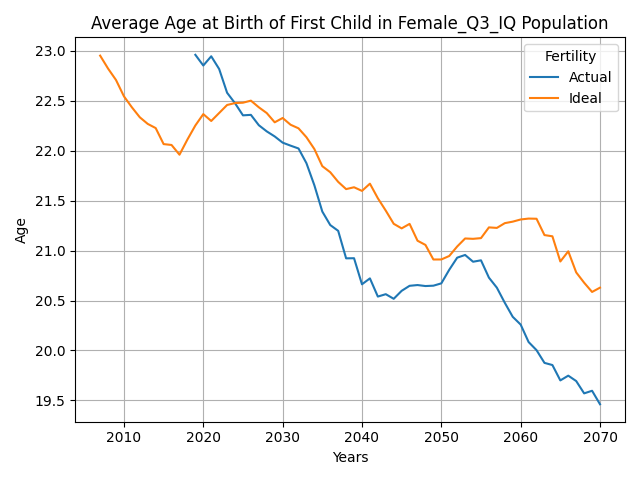 Average Age at Birth of First Child in Female_Q3_IQ Population
Fertility
Actual
Ideal
Age
23.0
22.5
22.0
21.5
21.0
20.5
20.0
19.5
2010 2020 2030 2040 2050 2060 2070
Years